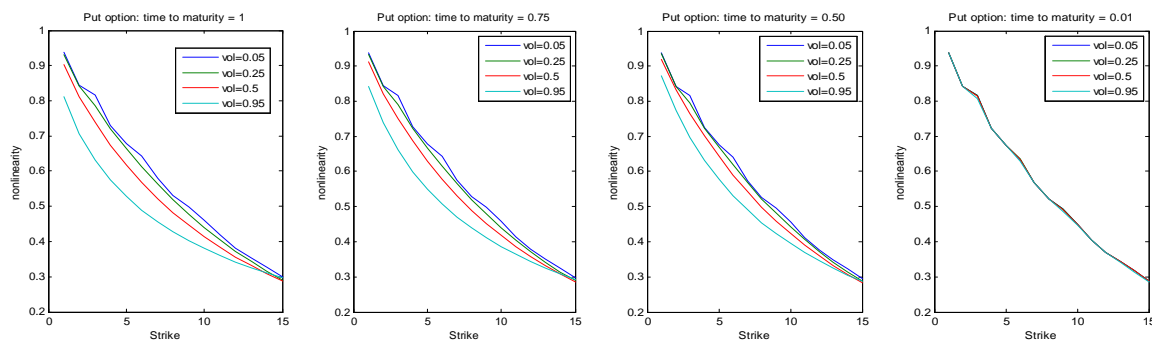 Put option: time to maturity = 1
1
0.9
0.8
0.7
0.6
0.5
0.4
0.3
0.2
nonlinearity
0
5
10
15
Strike
vol=0.05
vol=0.25
vol=0.5
vol=0.95
Put option: time to maturity = 0.75
1
0.9
0.8
0.7
0.6
0.5
0.4
0.3
0.2
nonlinearity
0
5
10
15
Strike
vol=0.05
vol=0.25
vol=0.5
vol=0.95
Put option: time to maturity = 0.50
1
0.9
0.8
0.7
0.6
0.5
0.4
0.3
0.2
nonlinearity
0
5
10
15
Strike
vol=0.05
vol=0.25
vol=0.5
vol=0.95
Put option: time to maturity = 0.01
1
0.9
0.8
0.7
0.6
0.5
0.4
0.3
0.2
nonlinearity
0
5
10
15
Strike
vol=0.05
vol=0.25
vol=0.5
vol=0.95